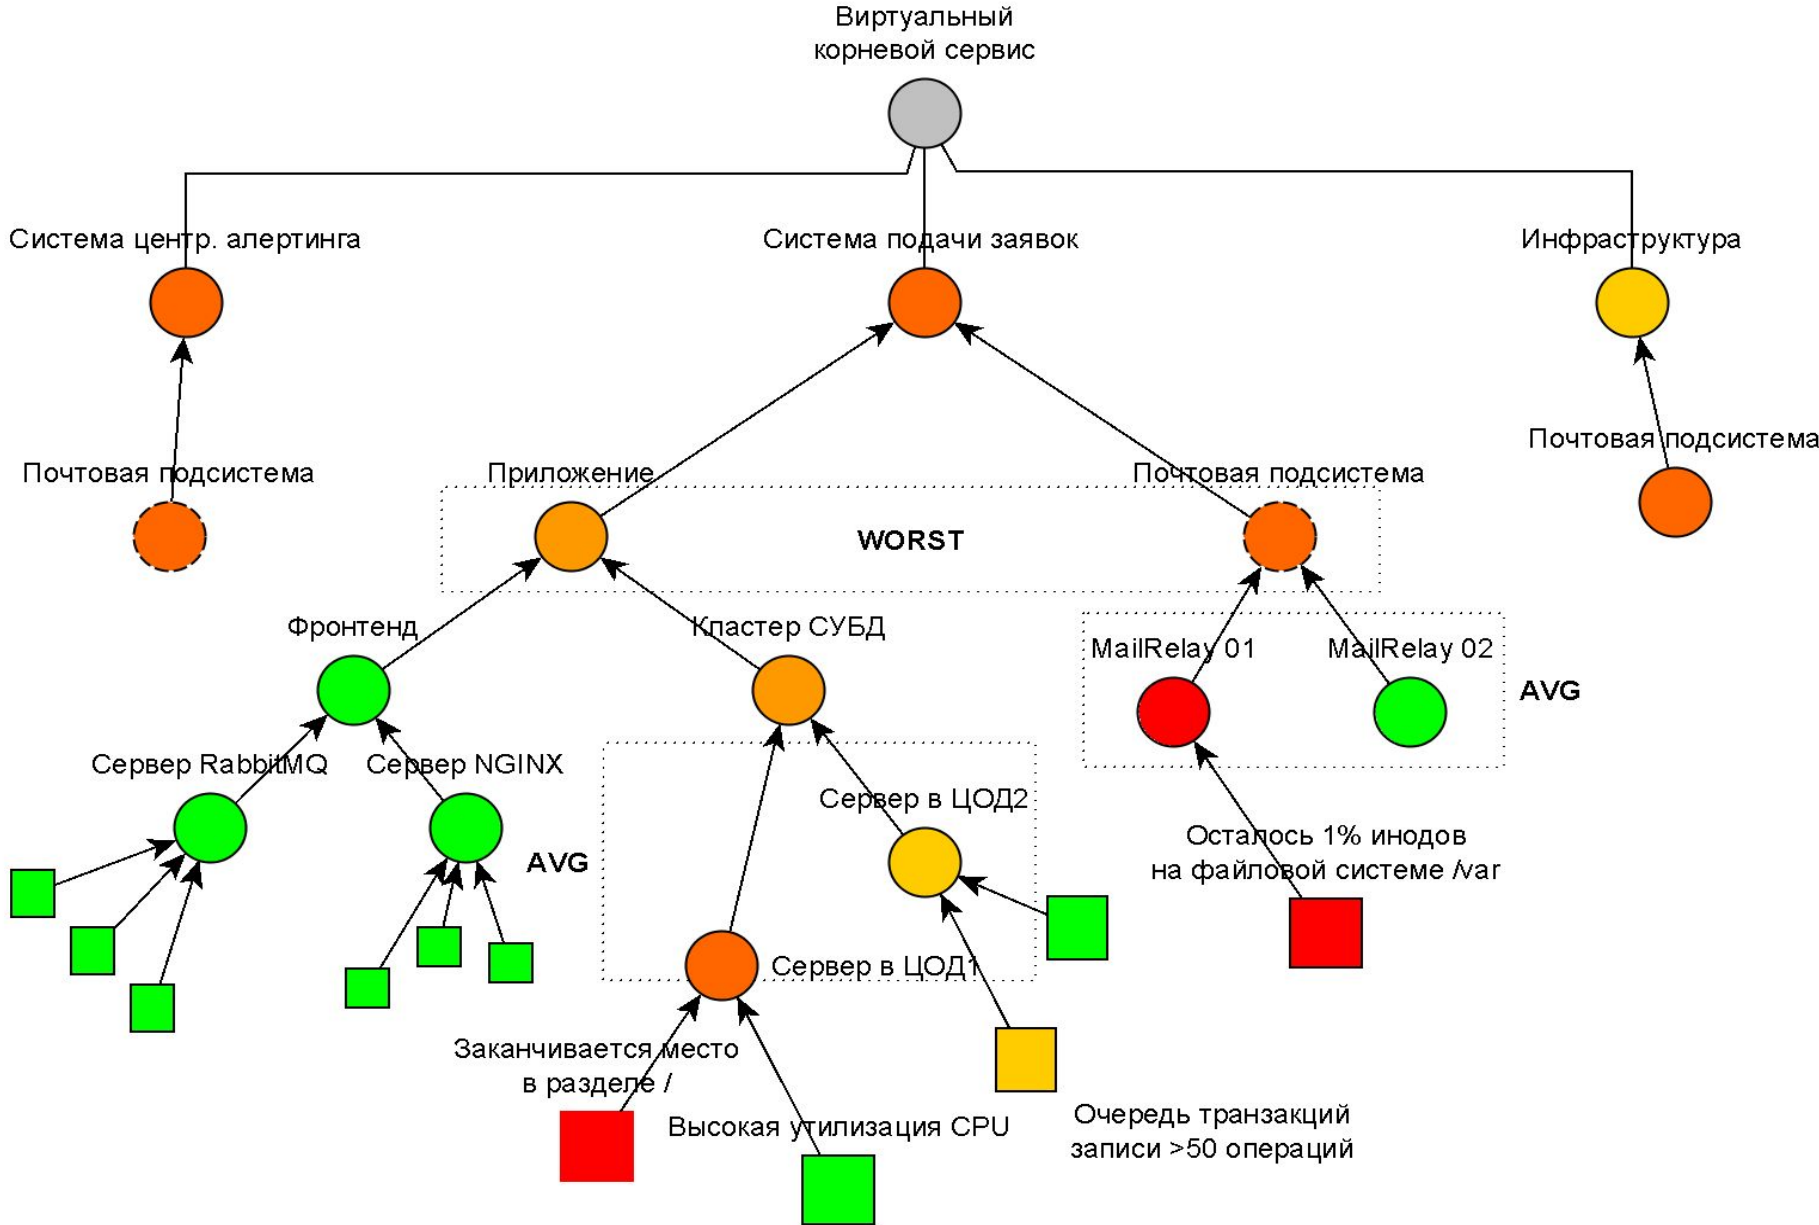 Виртуальный
корневой сервис
Система центр. алертинга
Система подачи заявок
Инфраструктура
Почтовая подсистема
Почтовая подсистема
Приложение
Почтовая подсистема
WORST
Фронтенд
Кластер СУБД
MailRelay 01
MailRelay 02
AVG
Сервер RabbitMQ
Сервер NGINX
Сервер в ЦОД2
AVG
Осталось 1% инодов
на файловой системе /var
Сервер в ЦОД1
Заканчивается место
в разделе /
Высокая утилизация CPU
Очередь транзакций
записи >50 операций